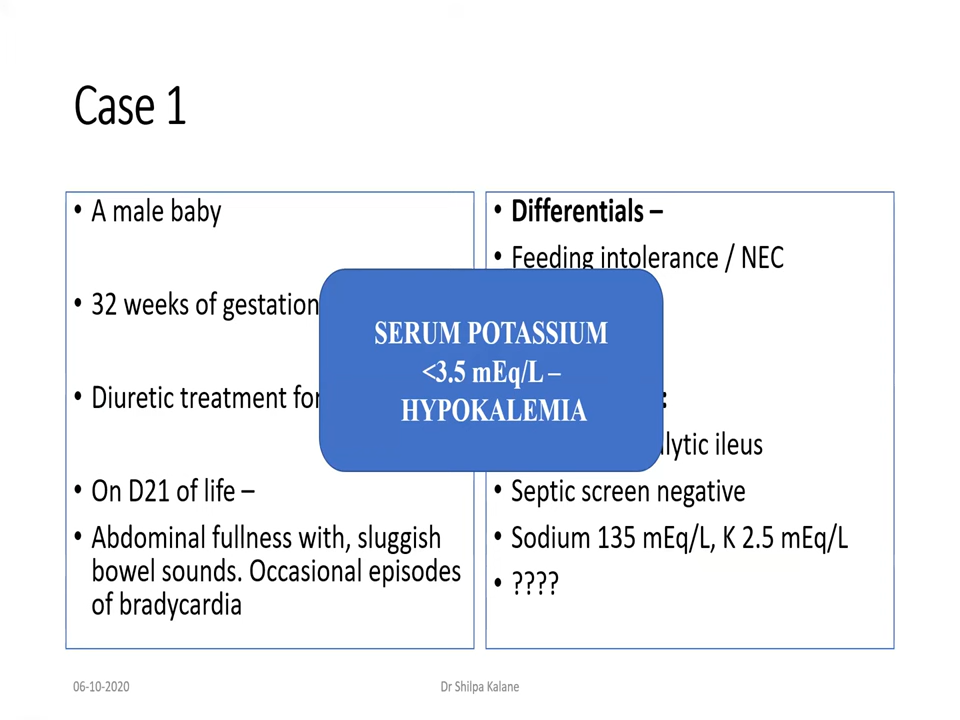 Case 1
• A male baby
• 32 weeks of gestation
• Diuretic treatment for
• On D21 of life –
• Abdominal fullness with, sluggish
bowel sounds. Occasional episodes
of bradycardia
• Differentials –
• Feeding intolerance / NEC
:
ileus
• Septic screen negative
• Sodium 135 mEq/L, K 2.5 mEq/L
• ????
SERUM POTASSIUM
<3.5 mEq/L –
HYPOKALEMIA
06-10-2020
Dr Shilpa Kalane